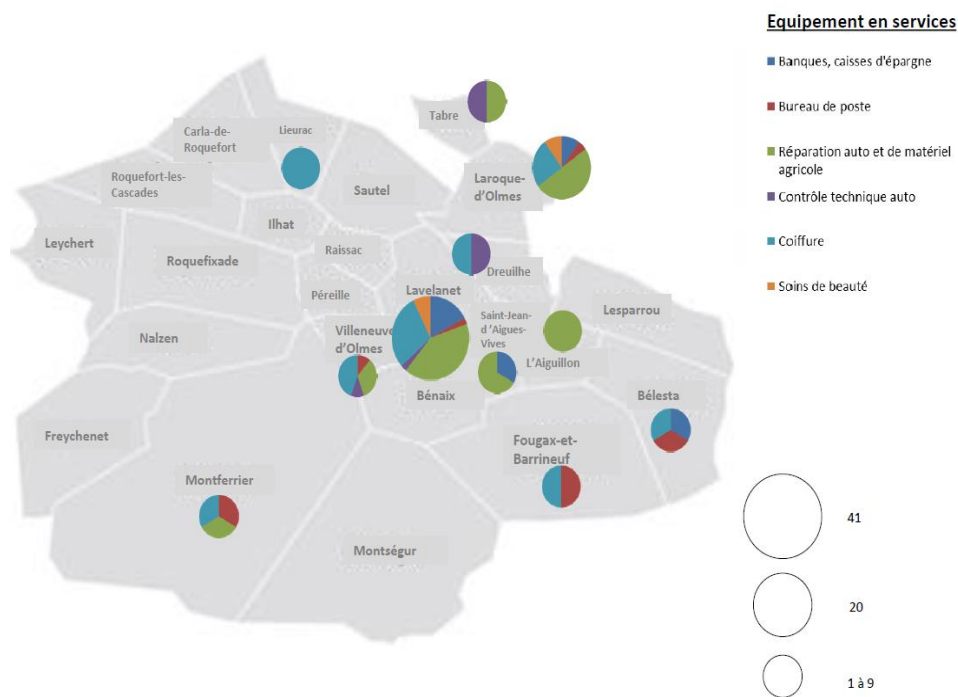 Equipement en services
Banques, caisses d'épargne
Bureau de poste
Réparation auto et de matériel
agricole
Contrôle technique auto
Coiffure
Soins de beauté
Tabre
Carla-de-
Roquefort
Lieurac
Roquefort-les-
Cascades
Sautel
Laroque-
d'Olmes
Ilhat
Leychert
Roquefixade
Raissac
Dreuilhe
Péreille
Lavelanet
Lesparrou
Nalzen
Villeneuve
d'Olmes
Saint-Jean-
d 'Aigues-
Vives
L'Aiguillon
Bénaix
Bélesta
Freychenet
Fougax-et-
Barrineuf
Montferrier
Montségur
41
20
1 à 9